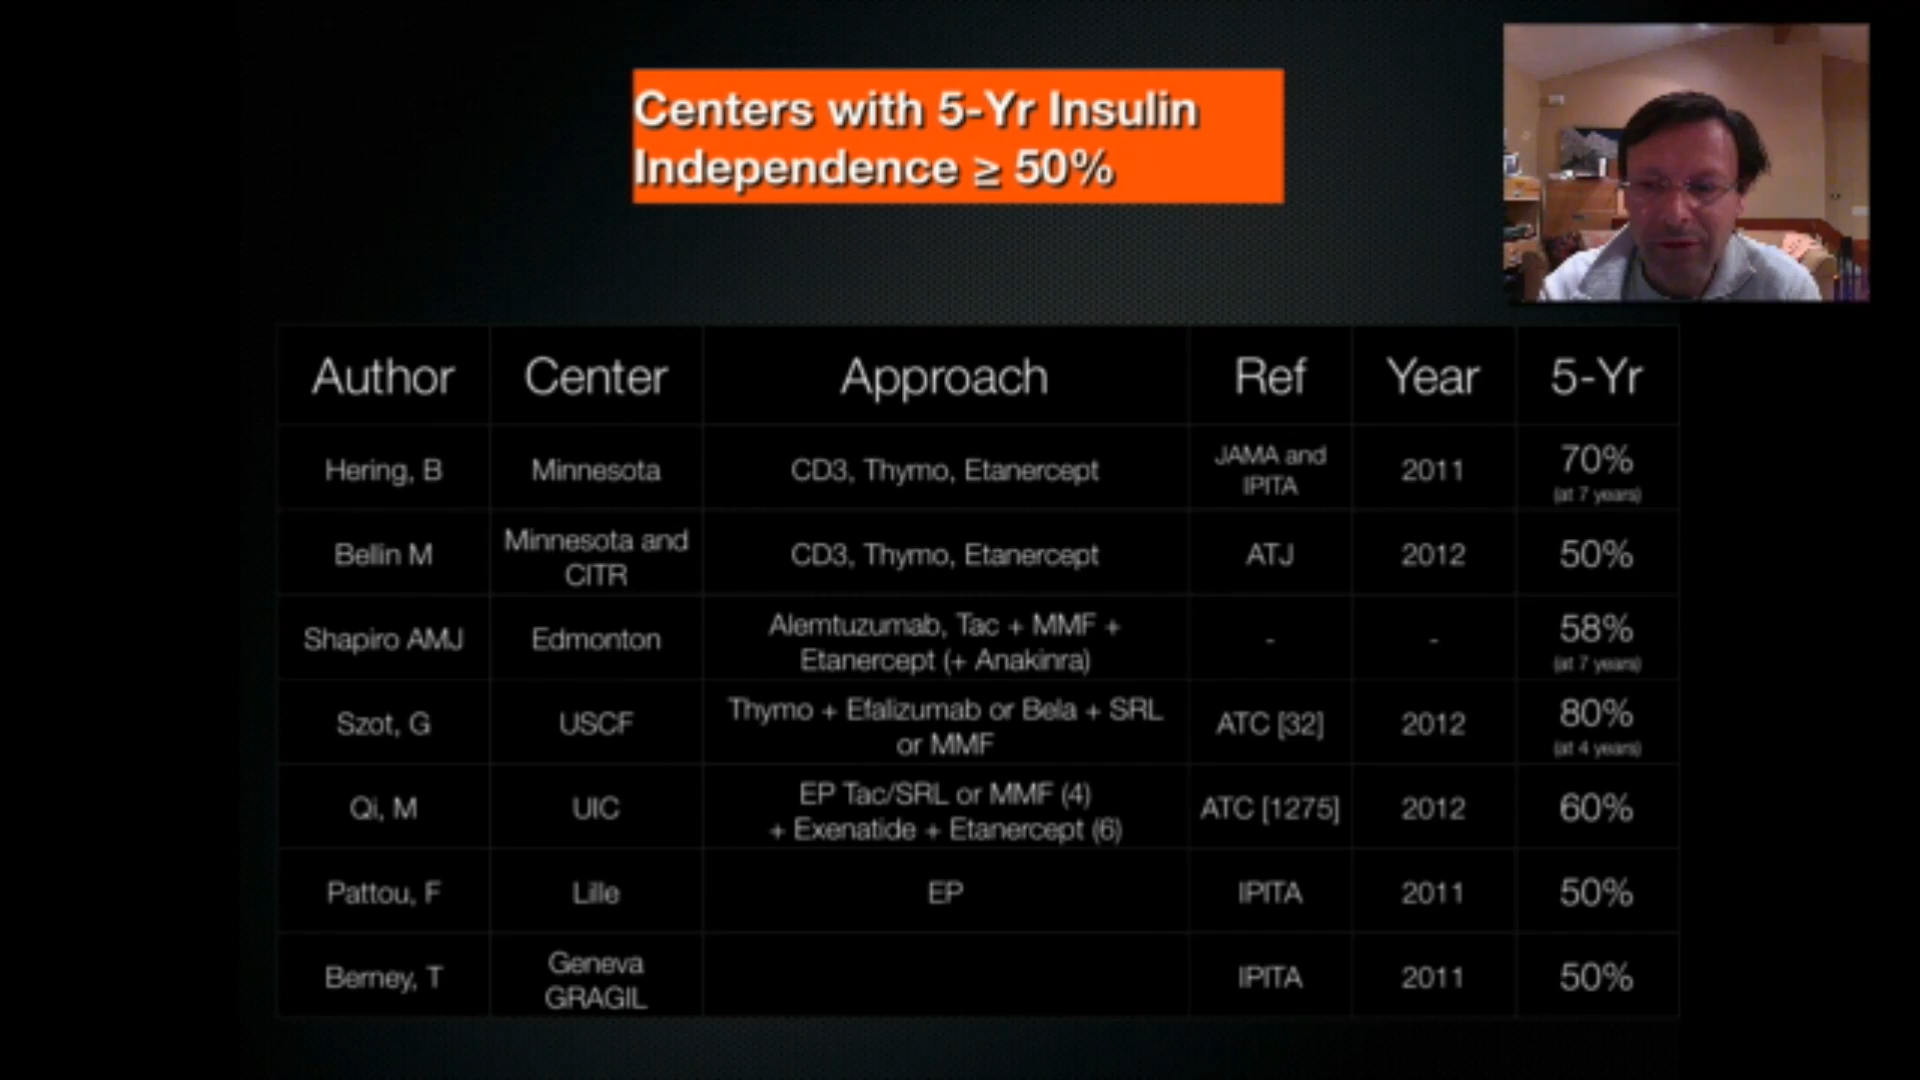 Centers with 5-Yr Insulin
Independence ≥ 50%
Author Center Approach Ref Year 5-Yr
Hering, B Minnesota CD3, Thymo, Etanercept JAMA and IPITA 2011 70% (at 7 years)
Bellin M Minnesota and CITR CD3, Thymo, Etanercept ATJ 2012 50%
Shapiro AMJ Edmonton Alemtuzumab, Tac + MMF + Etanercept (+ Anakinra) - - 58% (at 7 years)
Szot, G USCF Thymo + Efalizumab or Bela + SRL or MMF ATC [32] 2012 80% (at 4 years)
Qi, M UIC EP Tac/SRL or MMF (4) + Exenatide + Etanercept (6) ATC [1275] 2012 60%
Pattou, F Lille EP IPITA 2011 50%
Berney, T Geneva GRAGIL IPITA 2011 50%